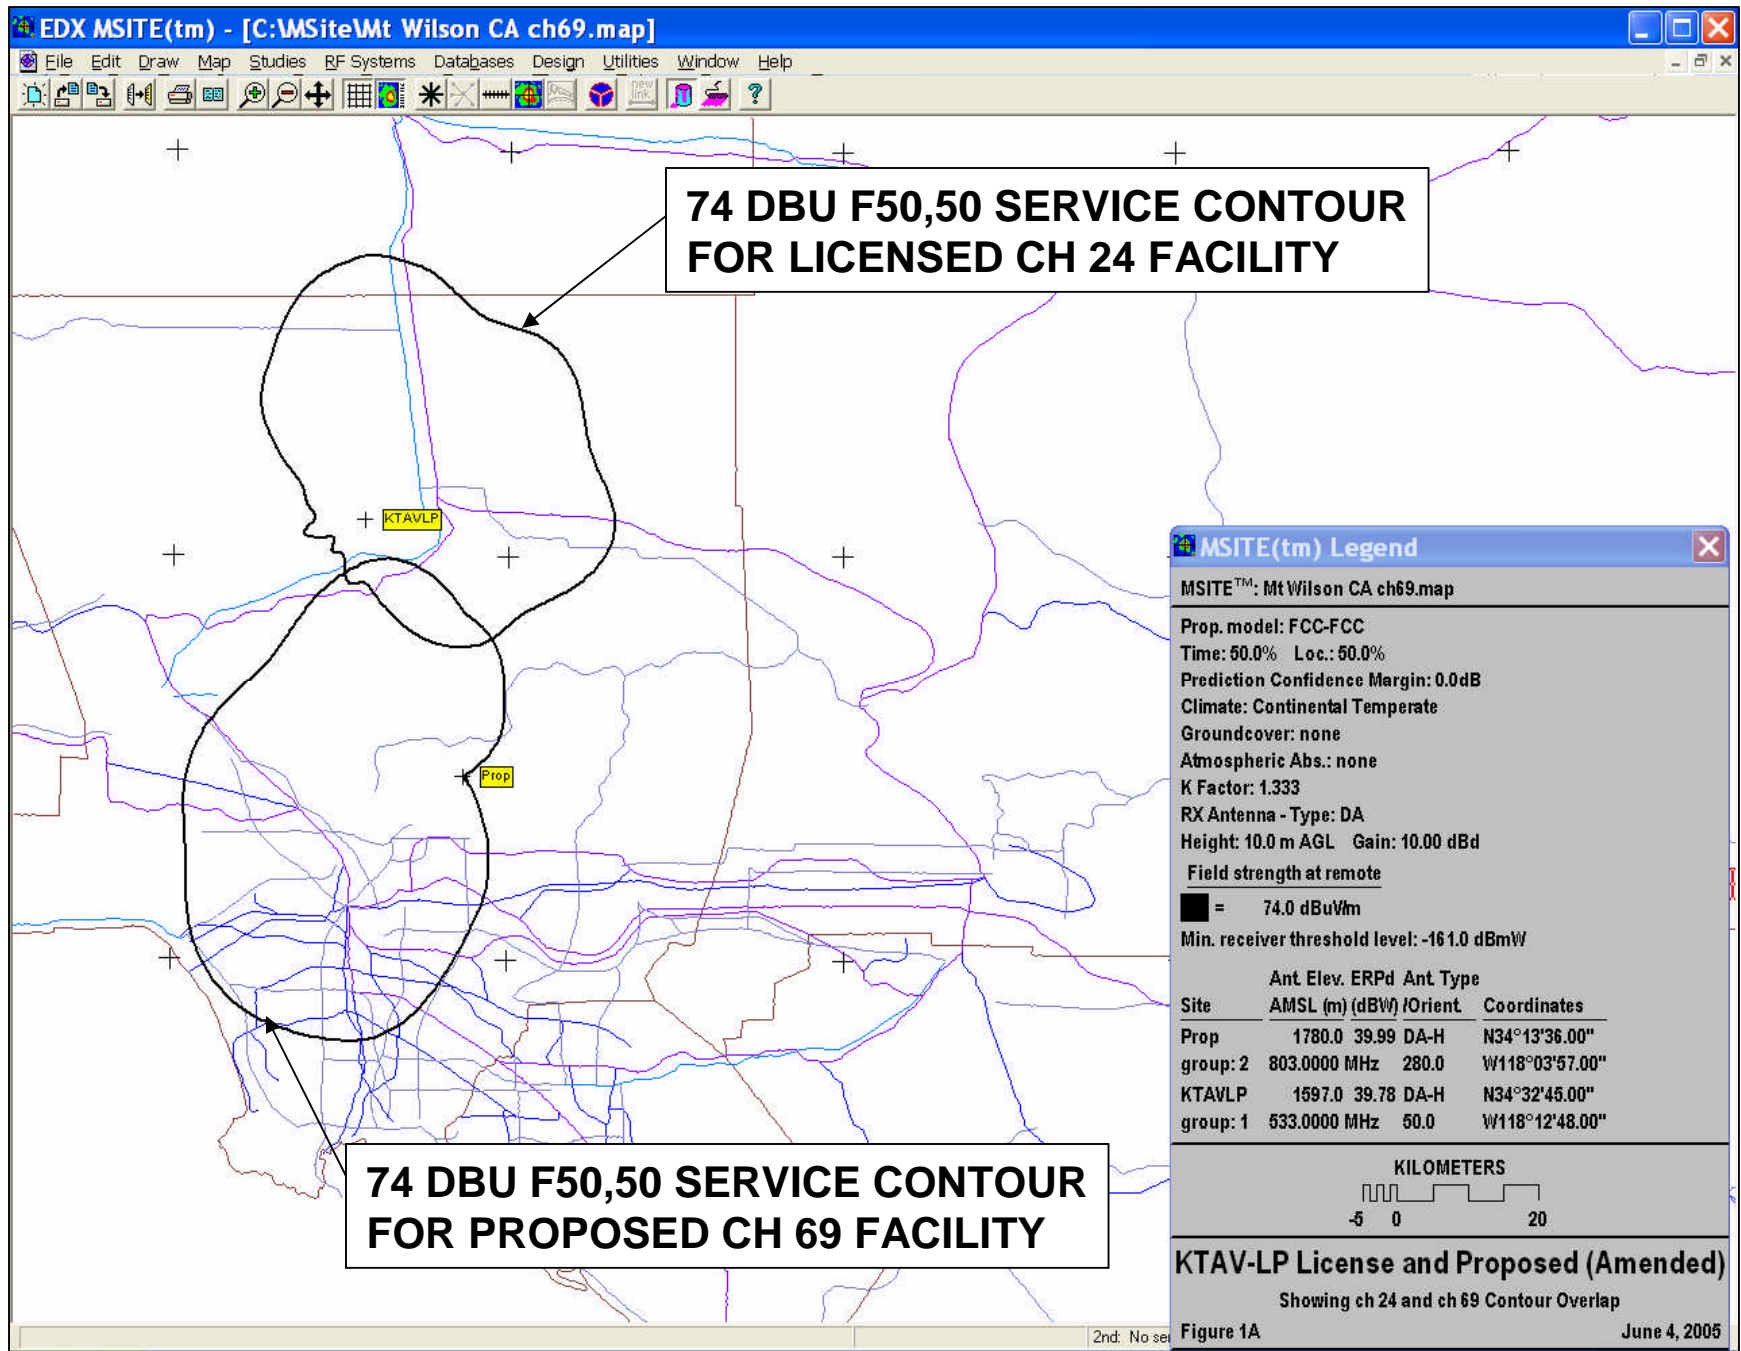 EDX MSITE(tm) - [C:\MSite\Mt Wilson CA ch69.map]
File Edit Draw Map Studies RF Systems Databases Design Utilities Window Help
new link
74 DBU F50,50 SERVICE CONTOUR
FOR LICENSED CH 24 FACILITY
KTAVLP
Prop
74 DBU F50,50 SERVICE CONTOUR
FOR PROPOSED CH 69 FACILITY
MSITE(tm) Legend
MSITE™: Mt Wilson CA ch69.map
Prop. model: FCC-FCC
Time: 50.0% Loc.: 50.0%
Prediction Confidence Margin: 0.0dB
Climate: Continental Temperate
Groundcover: none
Atmospheric Abs.: none
K Factor: 1.333
RX Antenna - Type: DA
Height: 10.0 m AGL Gain: 10.00 dBd
Field strength at remote
= 74.0 dBuV/m
Min. receiver threshold level: -161.0 dBmW
Ant. Elev. ERPd Ant. Type
Site AMSL (m) (dBW) /Orient. Coordinates
Prop 1780.0 39.99 DA-H N34°13'36.00"
group: 2 803.0000 MHz 280.0 W118°03'57.00"
KTAVLP 1597.0 39.78 DA-H N34°32'45.00"
group: 1 533.0000 MHz 50.0 W118°12'48.00"
KILOMETERS
-5 0 20
KTAV-LP License and Proposed (Amended)
Showing ch 24 and ch 69 Contour Overlap
Figure 1A June 4, 2005
2nd: No ser